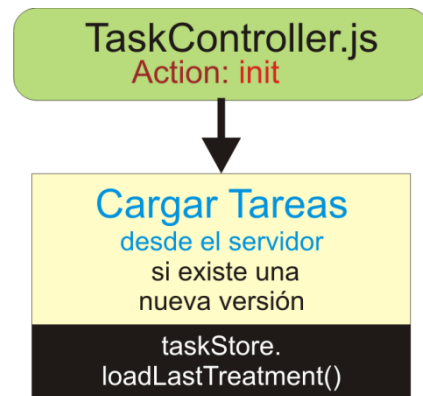 TaskController.js
Action: init
Cargar Tareas
desde el servidor
si existe una
nueva versión
taskStore.
loadLastTreatment()